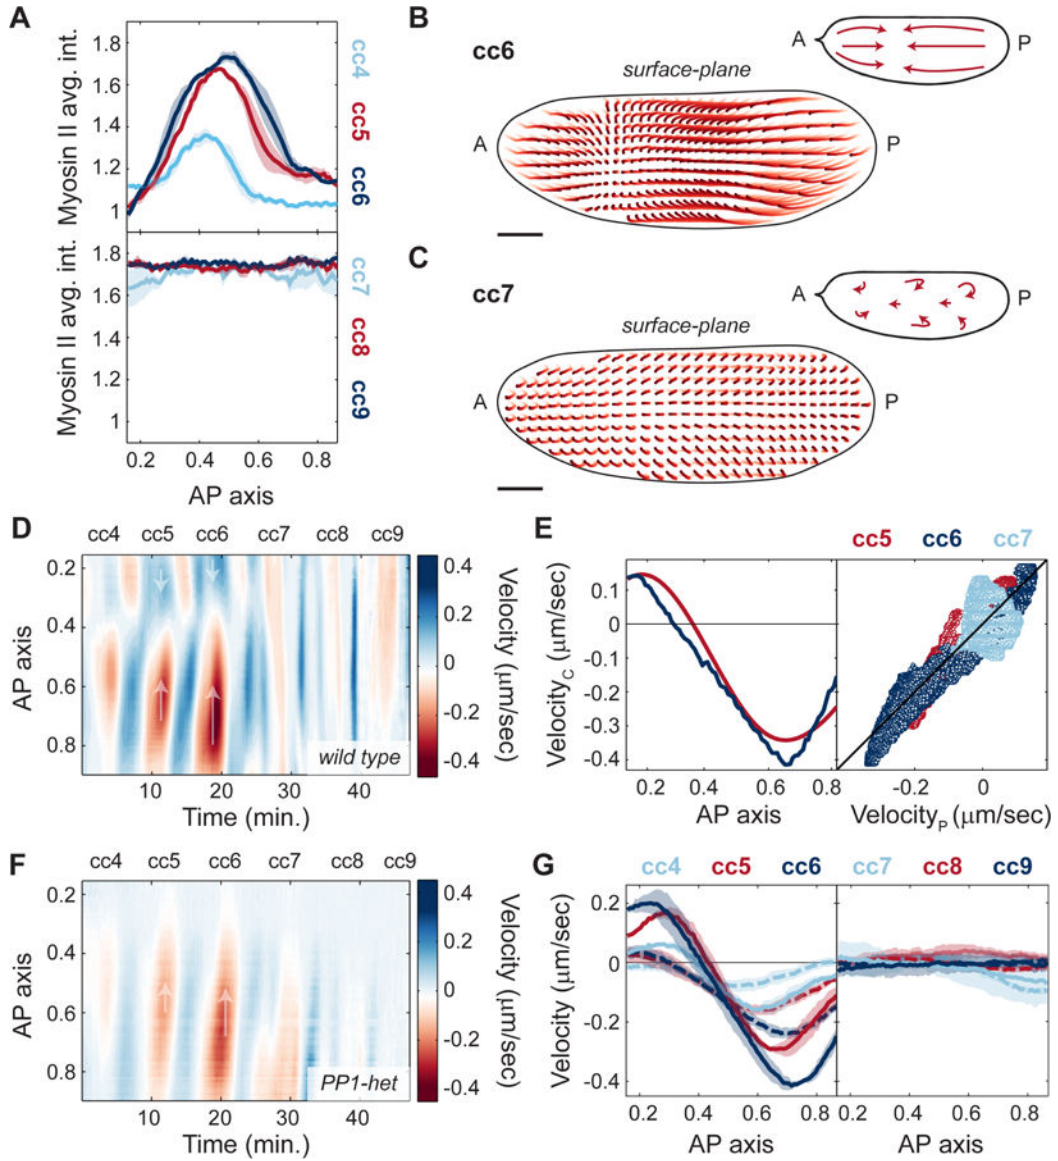 A
Myosin II avg. int.
1.8
1.6
1.4
1.2
1
cc4
cc5
cc6
Myosin II avg. int.
1.8
1.6
1.4
1.2
1
cc7
cc8
cc9
0.2 0.4 0.6 0.8
AP axis
B
cc6
surface-plane
A P
A P
C
cc7
surface-plane
A P
A P
D
cc4 cc5 cc6 cc7 cc8 cc9
AP axis
0.2
0.4
0.6
0.8
wild type
10 20 30 40
Time (min.)
0.4
0.2
0
-0.2
-0.4
Velocity (μm/sec)
E
cc5 cc6 cc7
VelocityC (μm/sec)
0.1
0
-0.1
-0.2
-0.3
-0.4
0.2 0.4 0.6 0.8
AP axis
-0.2 0
VelocityP (μm/sec)
F
cc4 cc5 cc6 cc7 cc8 cc9
AP axis
0.2
0.4
0.6
0.8
PP1-het
10 20 30 40
Time (min.)
0.4
0.2
0
-0.2
-0.4
Velocity (μm/sec)
G
cc4 cc5 cc6 cc7 cc8 cc9
Velocity (μm/sec)
0.2
0
-0.2
-0.4
0.2 0.4 0.6 0.8
AP axis
0.2 0.4 0.6 0.8
AP axis